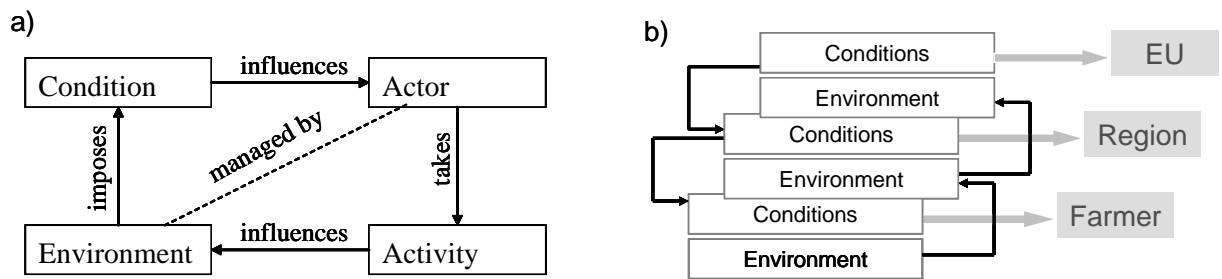 a)
influences
Condition
Actor
managed by
imposes
takes
influences
Environment
Activity
b)
Conditions
EU
Environment
Conditions
Region
Environment
Conditions
Farmer
Environment